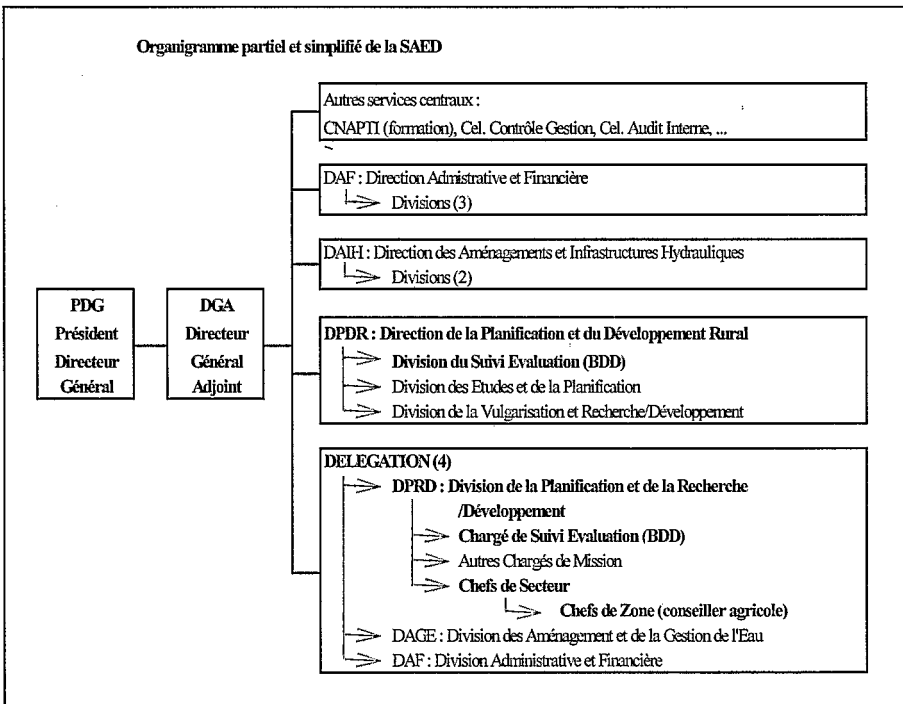 Organigramme partiel et simplifié de la SAED
Autres services centraux :
CNAPTI (formation), Cel. Contrôle Gestion, Cel. Audit Interne, ...
DAF : Direction Admistrative et Financière
Divisions (3)
DAIH : Direction des Aménagements et Infrastructures Hydrauliques
Divisions (2)
PDG
Président
Directeur
Général
DGA
Directeur
Général
Adjoint
DPDR : Direction de la Planification et du Développement Rural
Division du Suivi Evaluation (BDD)
Division des Etudes et de la Planification
Division de la Vulgarisation et Recherche/Développement
DELEGATION (4)
DPRD : Division de la Planification et de la Recherche
/Développement
Chargé de Suivi Evaluation (BDD)
Autres Chargés de Mission
Chefs de Secteur
Chefs de Zone (conseiller agricole)
DAGE : Division des Aménagement et de la Gestion de l'Eau
DAF : Division Administrative et Financière